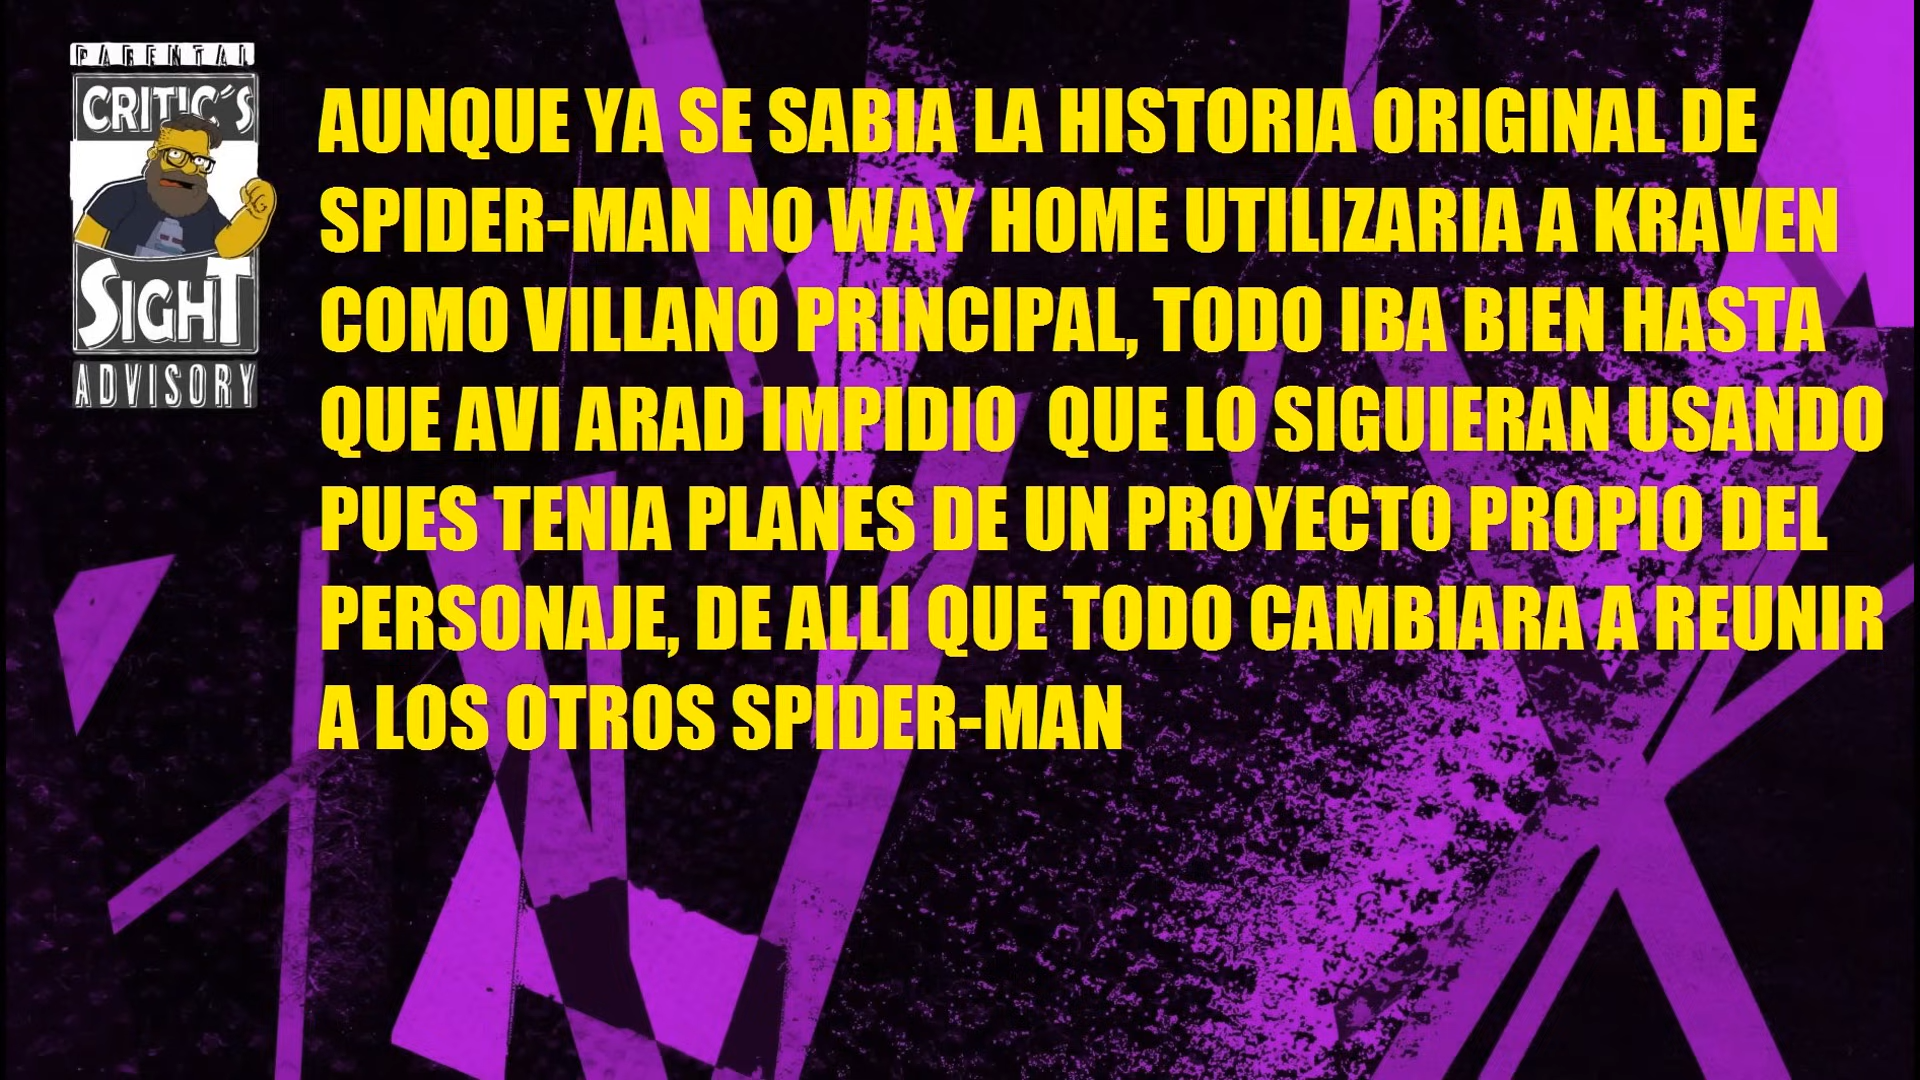 PARENTAL
CRITIC´S
SIGHT
ADVISORY
AUNQUE YA SE SABIA LA HISTORIA ORIGINAL DE
SPIDER-MAN NO WAY HOME UTILIZARIA A KRAVEN
COMO VILLANO PRINCIPAL, TODO IBA BIEN HASTA
QUE AVI ARAD IMPIDIO  QUE LO SIGUIERAN USANDO
PUES TENIA PLANES DE UN PROYECTO PROPIO DEL
PERSONAJE, DE ALLI QUE TODO CAMBIARA A REUNIR
A LOS OTROS SPIDER-MAN